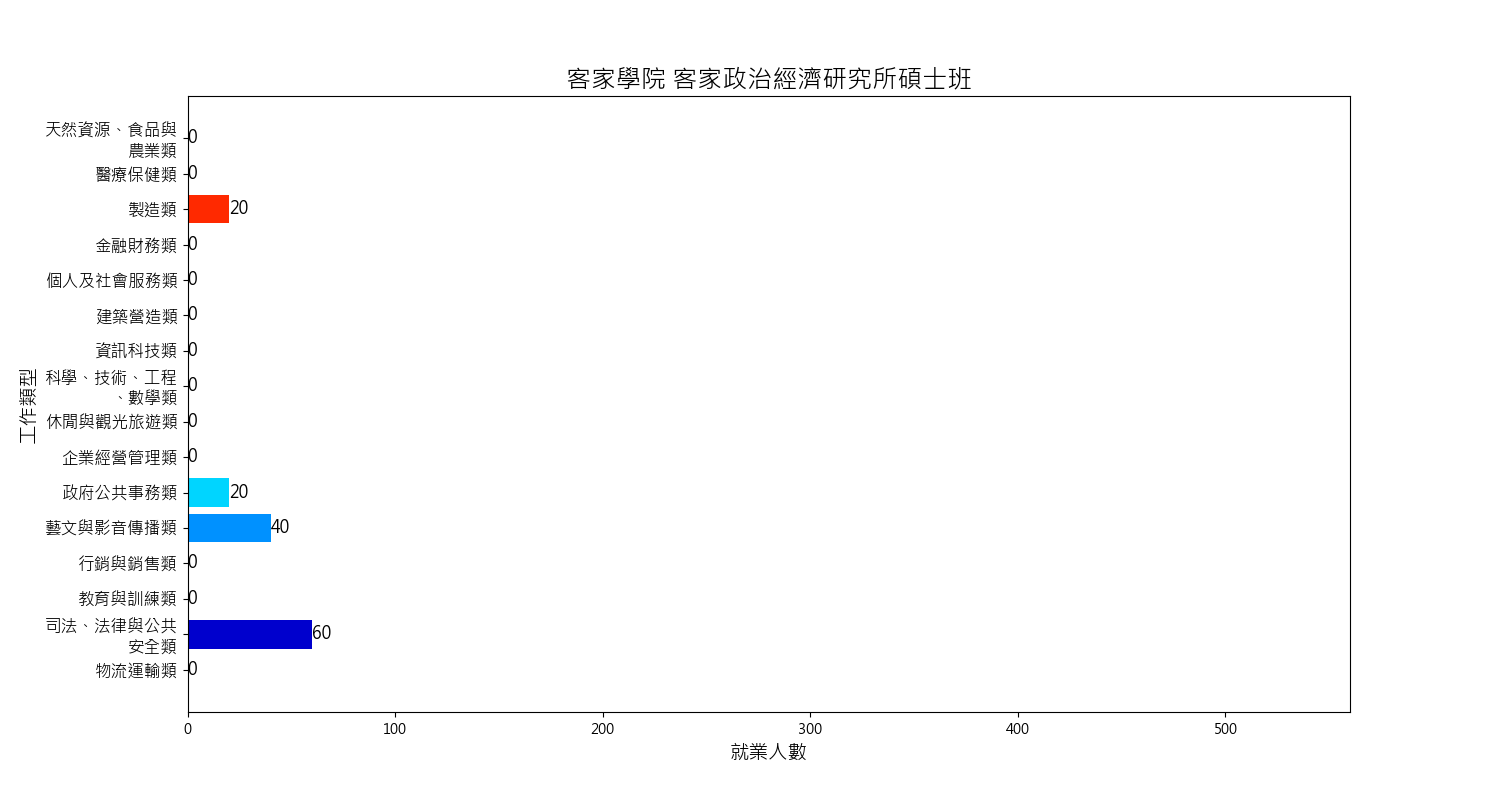 客家學院 客家政治經濟研究所碩士班
工作類型
天然資源、食品與
農業類
0
醫療保健類
0
製造類
20
金融財務類
0
個人及社會服務類
0
建築營造類
0
資訊科技類
0
科學、技術、工程
、數學類
0
休閒與觀光旅遊類
0
企業經營管理類
0
政府公共事務類
20
藝文與影音傳播類
40
行銷與銷售類
0
教育與訓練類
0
司法、法律與公共
安全類
60
物流運輸類
0
0 100 200 300 400 500
就業人數